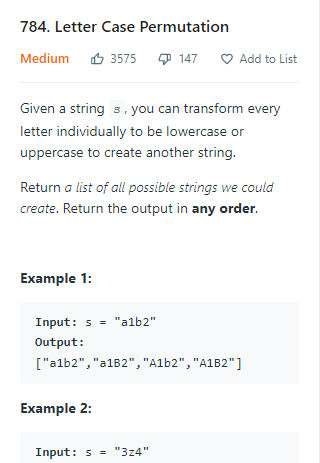 784. Letter Case Permutation
Medium 3575 147 Add to List
Given a string s, you can transform every
letter individually to be lowercase or
uppercase to create another string.
Return a list of all possible strings we could
create. Return the output in any order.
Example 1:
Input: s = "a1b2"
Output:
["a1b2","a1B2","A1b2","A1B2"]
Example 2:
Input: s = "3z4"